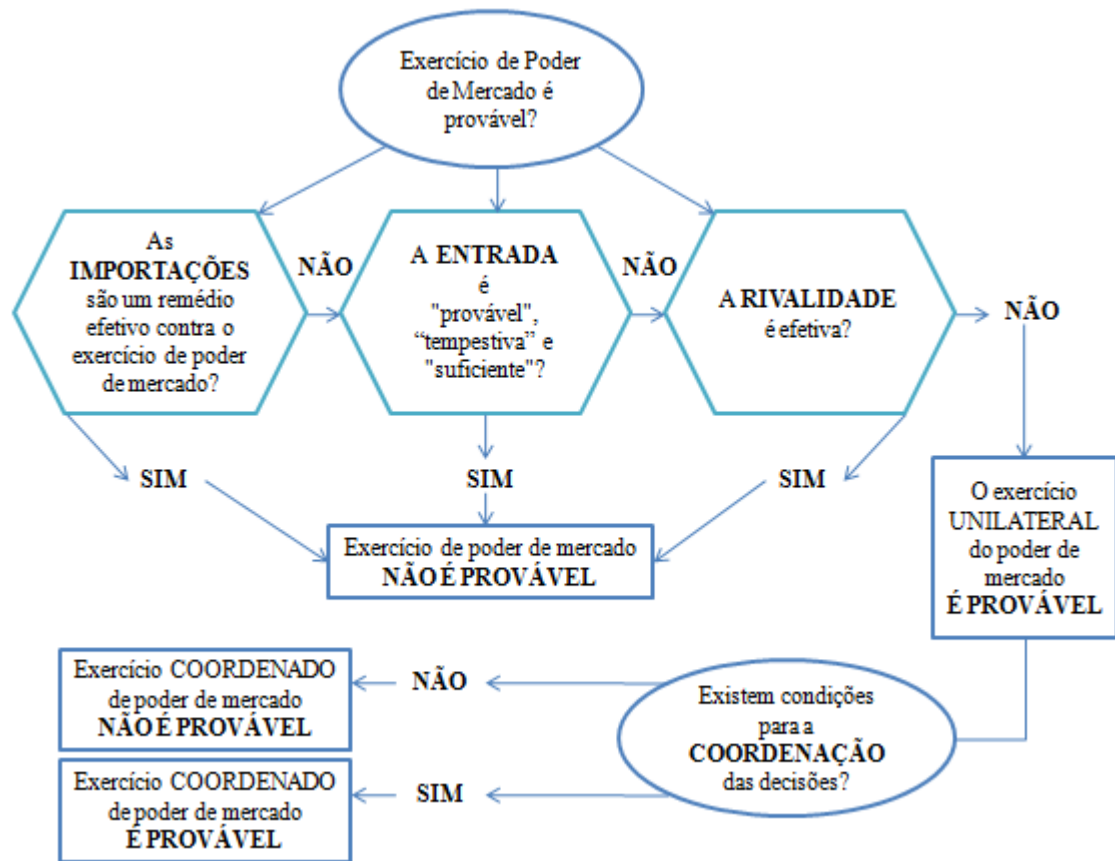 Exercício de Poder
de Mercado é
provável?
As
IMPORTAÇÕES
são um remédio
efetivo contra o
exercício de poder
de mercado?
NÃO
A ENTRADA
é
"provável",
“tempestiva” e
"suficiente"?
NÃO
A RIVALIDADE
é efetiva?
NÃO
SIM
SIM
SIM
Exercício de poder de mercado
NÃO É PROVÁVEL
O exercício
UNILATERAL
do poder de
mercado
É PROVÁVEL
Existem condições
para a
COORDENAÇÃO
das decisões?
NÃO
Exercício COORDENADO
de poder de mercado
NÃO É PROVÁVEL
SIM
Exercício COORDENADO
de poder de mercado
É PROVÁVEL